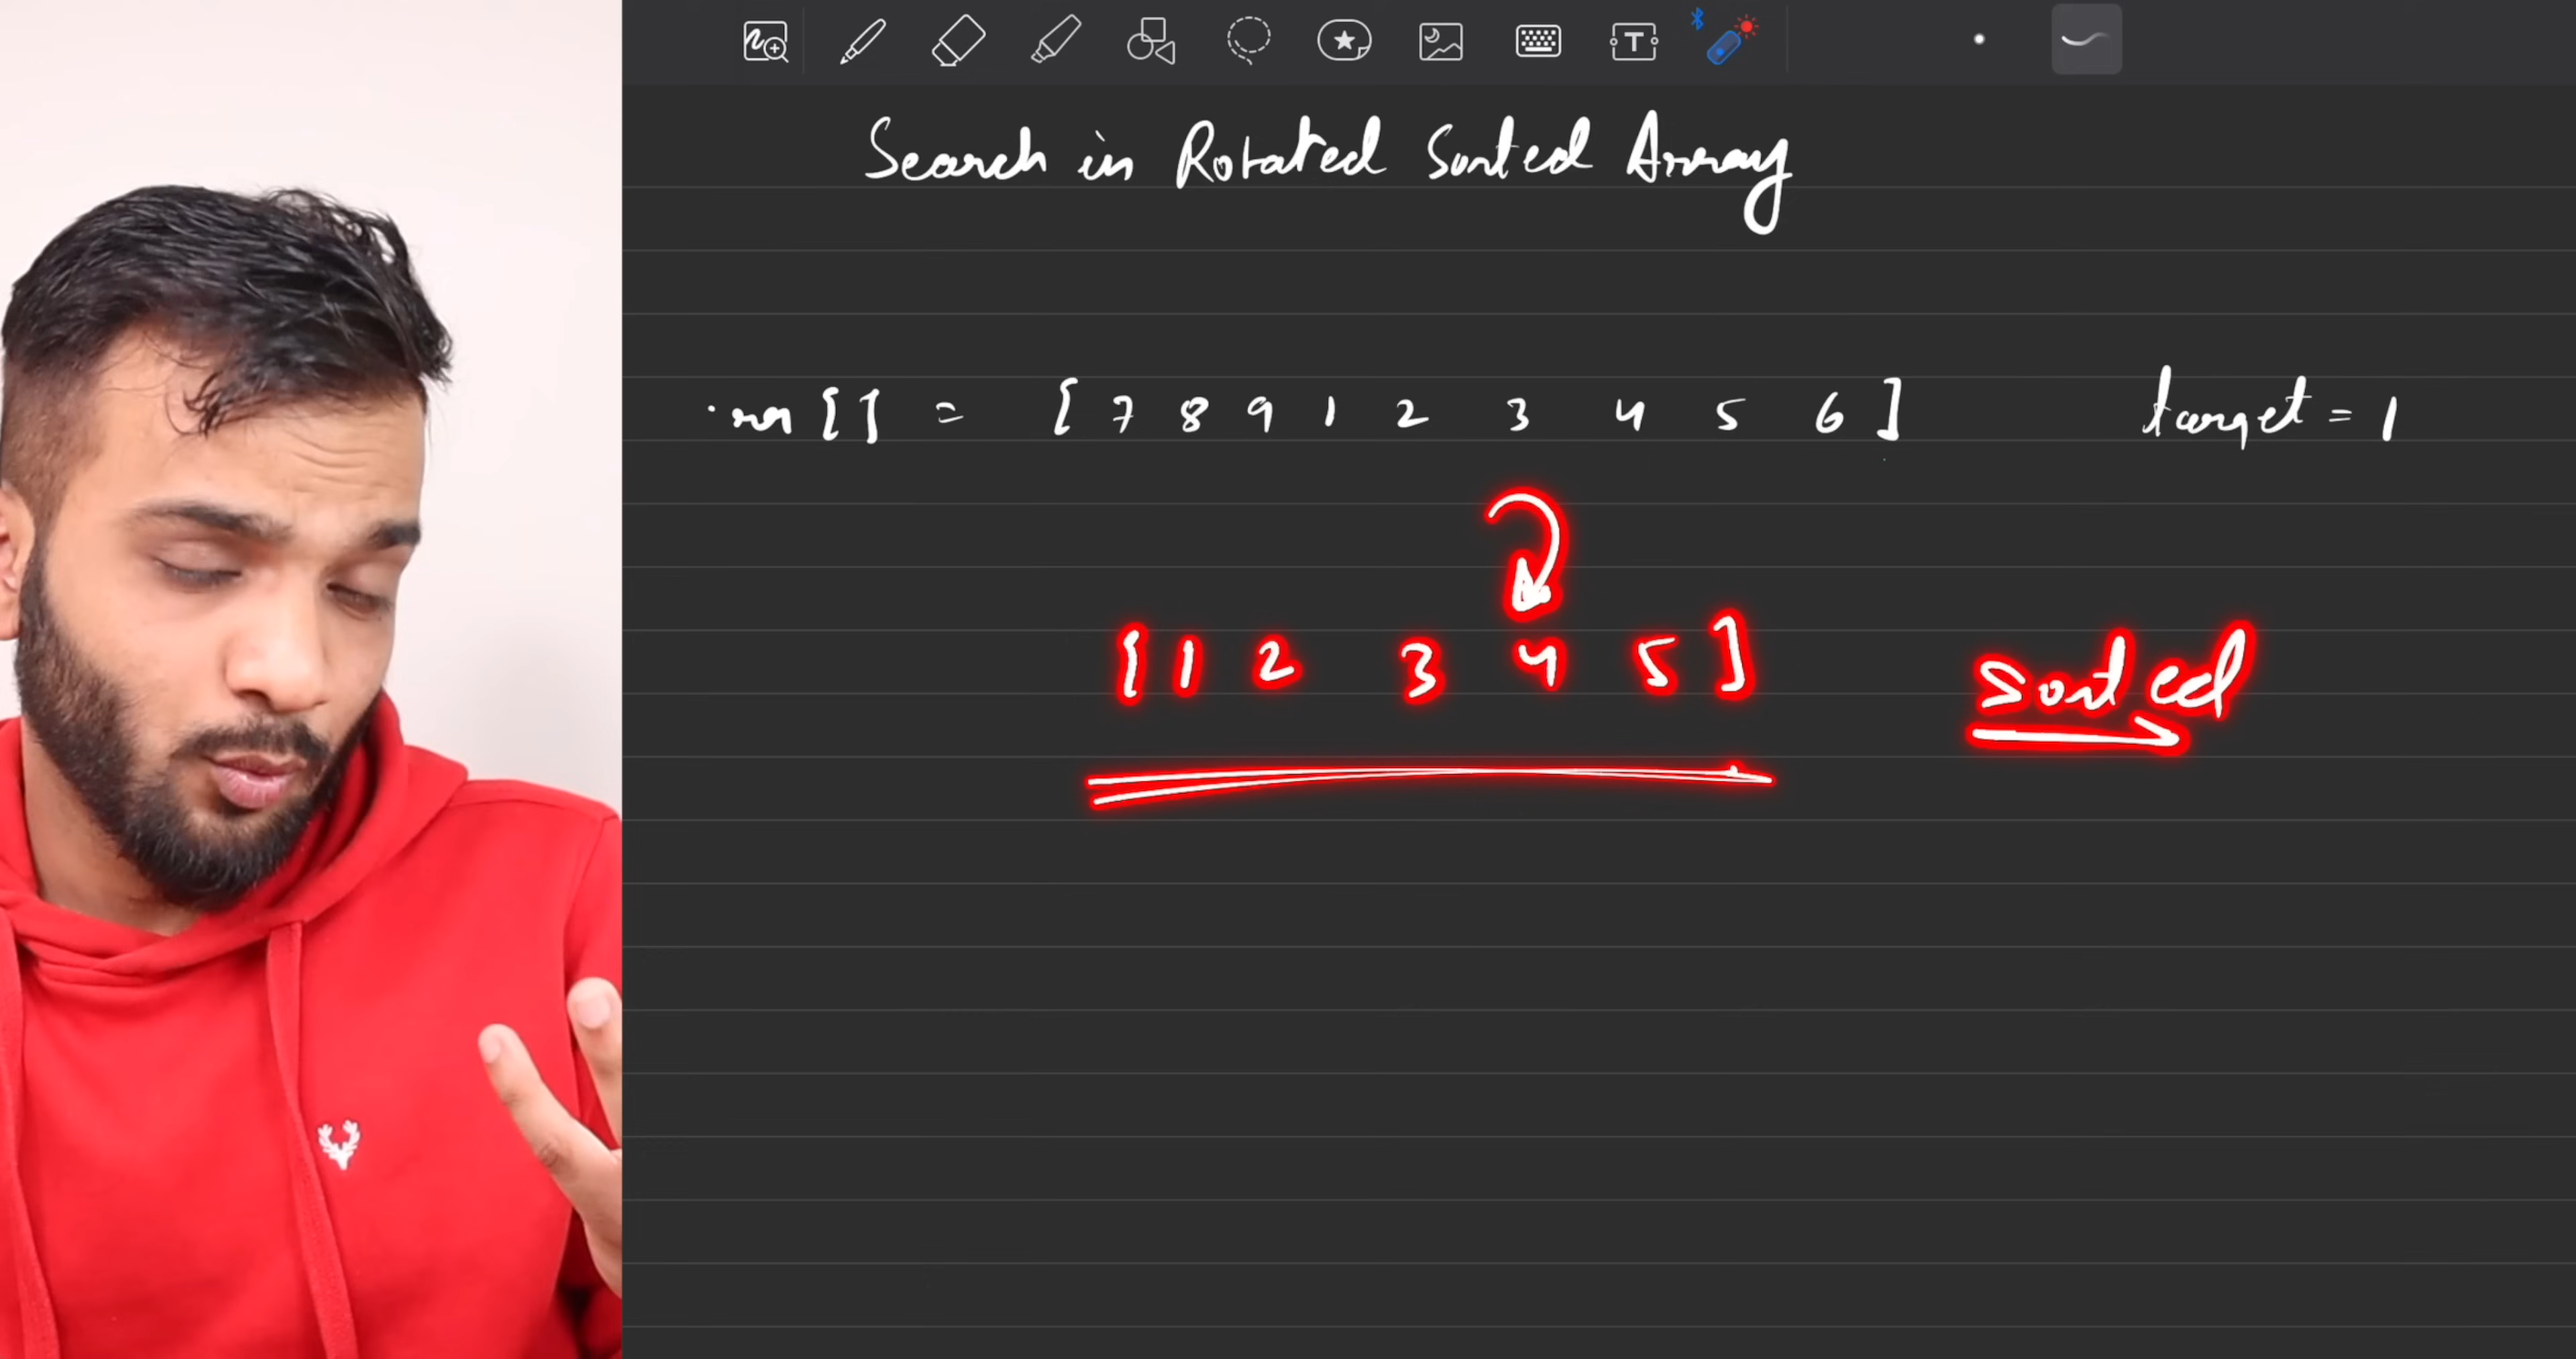 Search in Rotated Sorted Array
arr [] = [ 7 8 9 1 2 3 4 5 6 ] target = 1
[ 1 2 3 4 5 ] Sorted